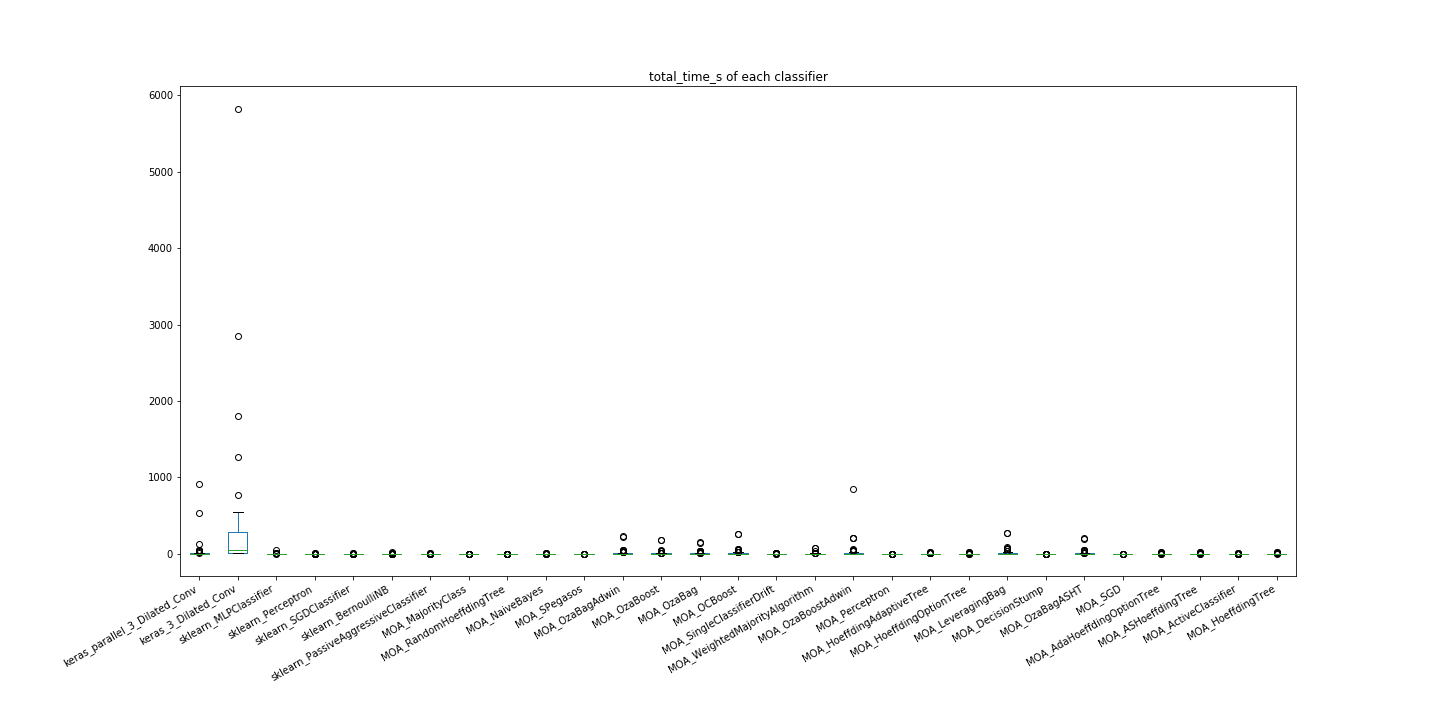 total_time_s of each classifier
6000
5000
4000
3000
2000
1000
0
keras_parallel_3_Dilated_Conv
keras_3_Dilated_Conv
sklearn_MLPClassifier
sklearn_Perceptron
sklearn_SGDClassifier
sklearn_BernoulliNB
sklearn_PassiveAggressiveClassifier
MOA_MajorityClass
MOA_RandomHoeffdingTree
MOA_NaiveBayes
MOA_SPegasos
MOA_OzaBagAdwin
MOA_OzaBoost
MOA_OzaBag
MOA_OCBoost
MOA_SingleClassifierDrift
MOA_WeightedMajorityAlgorithm
MOA_OzaBoostAdwin
MOA_Perceptron
MOA_HoeffdingAdaptiveTree
MOA_HoeffdingOptionTree
MOA_LeveragingBag
MOA_DecisionStump
MOA_OzaBagASHT
MOA_SGD
MOA_AdaHoeffdingOptionTree
MOA_ASHoeffdingTree
MOA_ActiveClassifier
MOA_HoeffdingTree